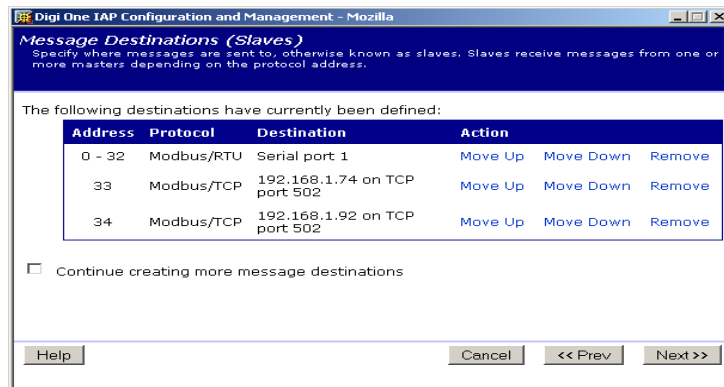 Digi One IAP Configuration and Management - Mozilla
Message Destinations (Slaves)
Specify where messages are sent to, otherwise known as slaves. Slaves receive messages from one or
more masters depending on the protocol address.
The following destinations have currently been defined:
Address Protocol Destination Action
0 - 32 Modbus/RTU Serial port 1 Move Up Move Down Remove
33 Modbus/TCP 192.168.1.74 on TCP port 502 Move Up Move Down Remove
34 Modbus/TCP 192.168.1.92 on TCP port 502 Move Up Move Down Remove
Continue creating more message destinations
Help Cancel << Prev Next >>